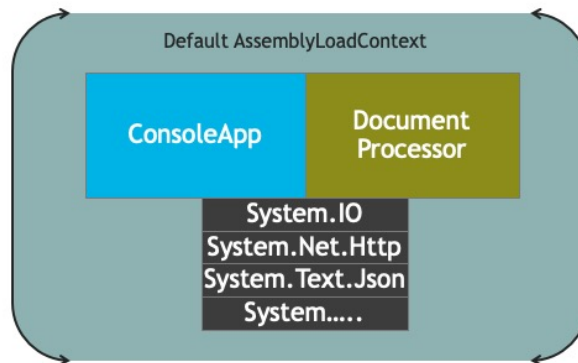 Default AssemblyLoadContext
ConsoleApp
Document
Processor
System.IO
System.Net.Http
System.Text.Json
System…..